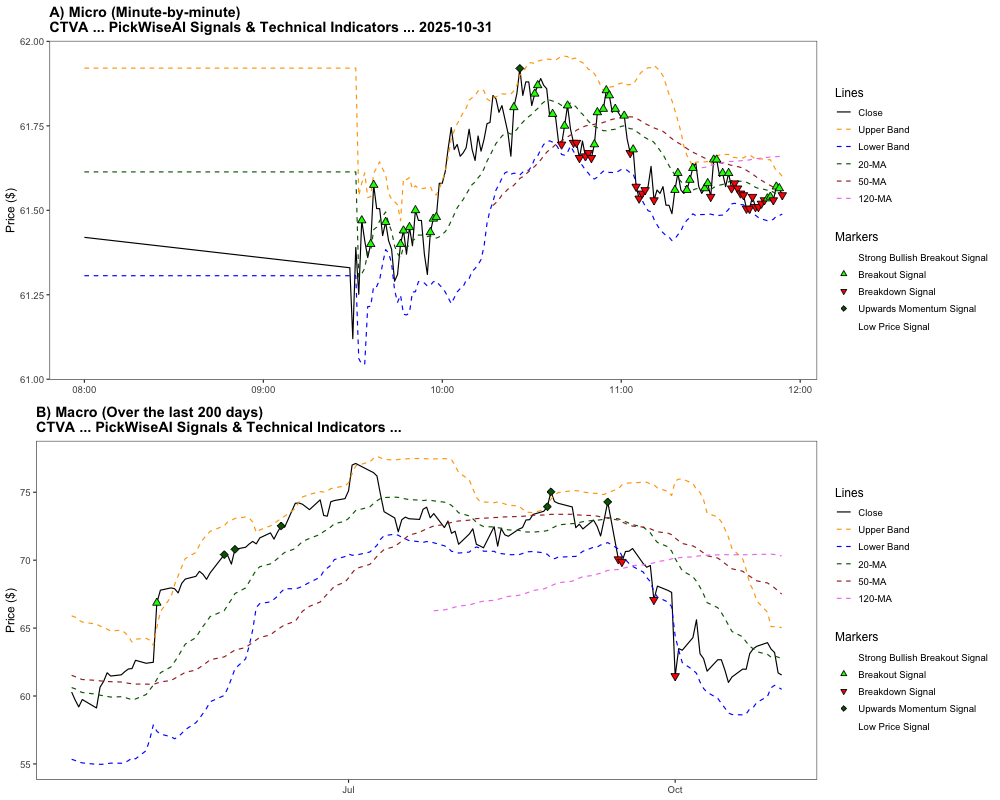 A) Micro (Minute-by-minute)
CTVA ... PickWiseAI Signals & Technical Indicators ... 2025-10-31
Price ($)
62.00
61.75
61.50
61.25
61.00
08:00
09:00
10:00
11:00
12:00
Lines
Close
Upper Band
Lower Band
20-MA
50-MA
120-MA
Markers
Strong Bullish Breakout Signal
Breakout Signal
Breakdown Signal
Upwards Momentum Signal
Low Price Signal
B) Macro (Over the last 200 days)
CTVA ... PickWiseAI Signals & Technical Indicators ...
Price ($)
75
70
65
60
55
Jul
Oct
Lines
Close
Upper Band
Lower Band
20-MA
50-MA
120-MA
Markers
Strong Bullish Breakout Signal
Breakout Signal
Breakdown Signal
Upwards Momentum Signal
Low Price Signal